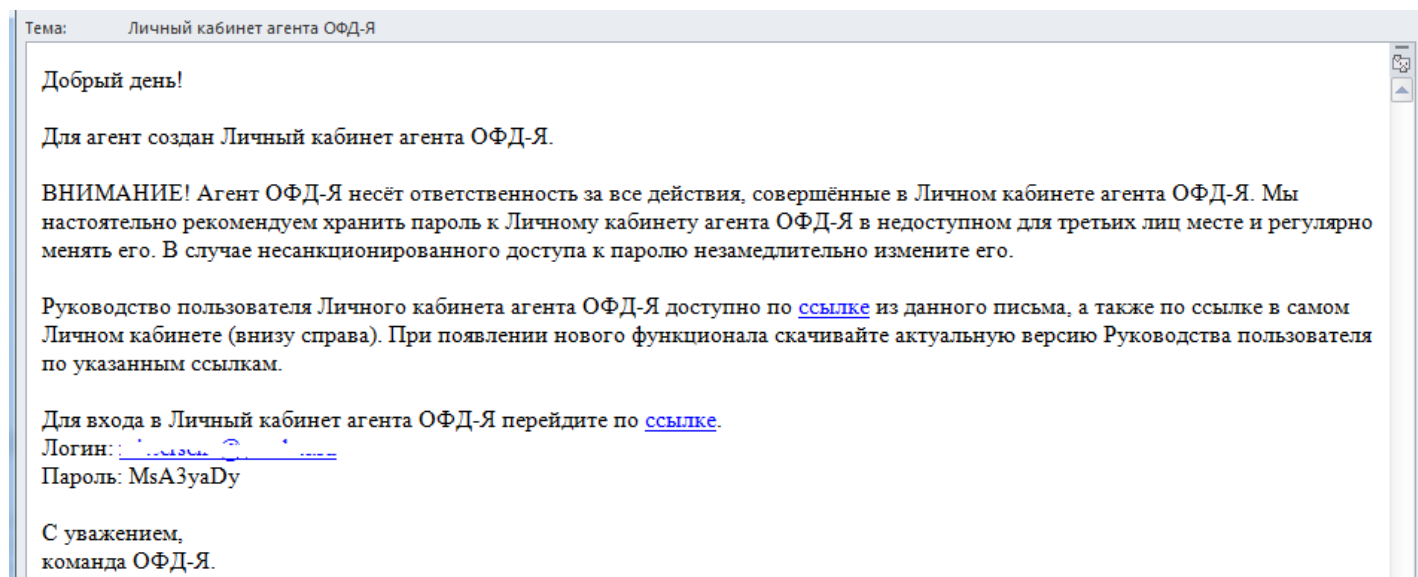 Тема: Личный кабинет агента ОФД-Я
Добрый день!
Для агент создан Личный кабинет агента ОФД-Я.
ВНИМАНИЕ! Агент ОФД-Я несёт ответственность за все действия, совершённые в Личном кабинете агента ОФД-Я. Мы
настоятельно рекомендуем хранить пароль к Личному кабинету агента ОФД-Я в недоступном для третьих лиц месте и регулярно
менять его. В случае несанкционированного доступа к паролю незамедлительно измените его.
Руководство пользователя Личного кабинета агента ОФД-Я доступно по ссылке из данного письма, а также по ссылке в самом
Личном кабинете (внизу справа). При появлении нового функционала скачивайте актуальную версию Руководства пользователя
по указанным ссылкам.
Для входа в Личный кабинет агента ОФД-Я перейдите по ссылке.
Логин:
Пароль: MsA3yaDy
С уважением,
команда ОФД-Я.